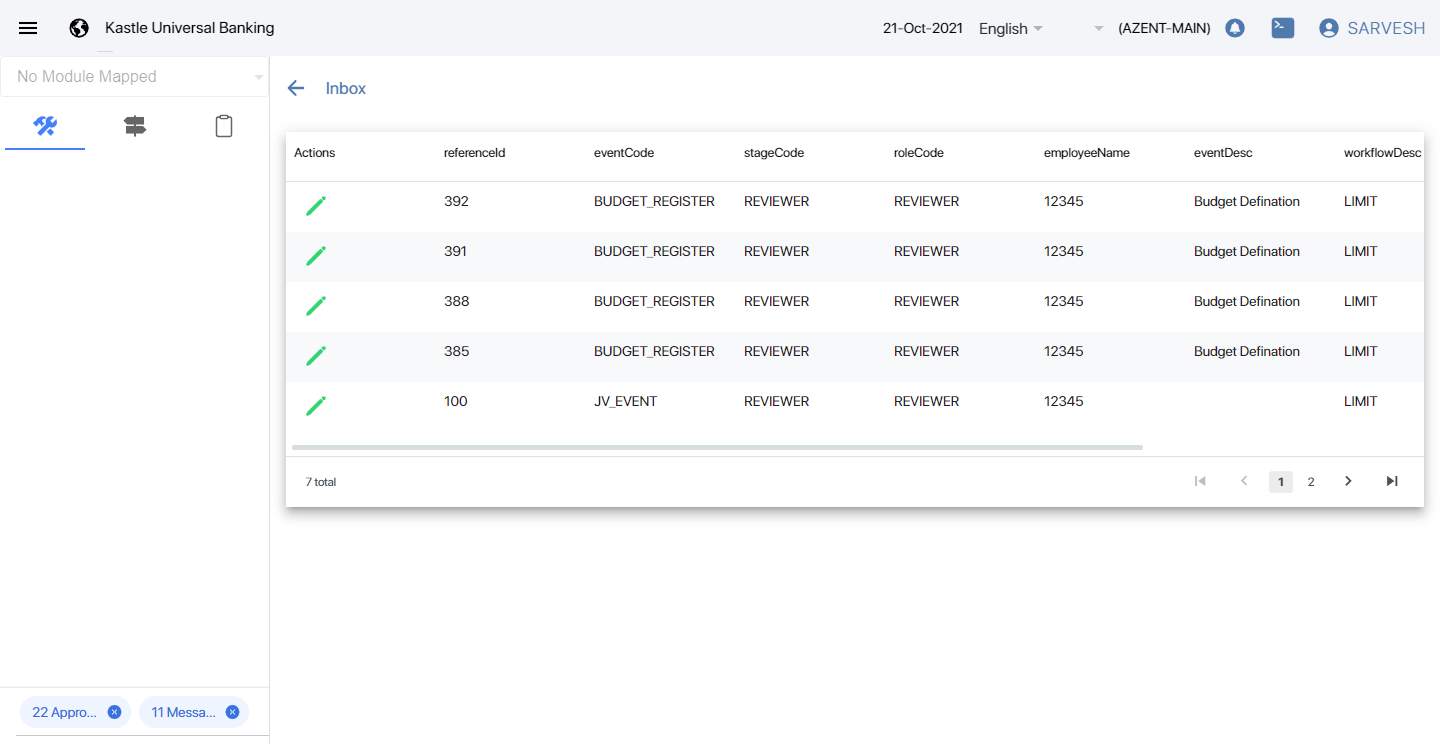 Kastle Universal Banking
21-Oct-2021 English (AZENT-MAIN) SARVESH
No Module Mapped
Inbox
Actions referenceId eventCode stageCode roleCode employeeName eventDesc workflowDesc
392 BUDGET_REGISTER REVIEWER REVIEWER 12345 Budget Defination LIMIT
391 BUDGET_REGISTER REVIEWER REVIEWER 12345 Budget Defination LIMIT
388 BUDGET_REGISTER REVIEWER REVIEWER 12345 Budget Defination LIMIT
385 BUDGET_REGISTER REVIEWER REVIEWER 12345 Budget Defination LIMIT
100 JV_EVENT REVIEWER REVIEWER 12345 LIMIT
7 total 1 2
22 Appro... 11 Messa...